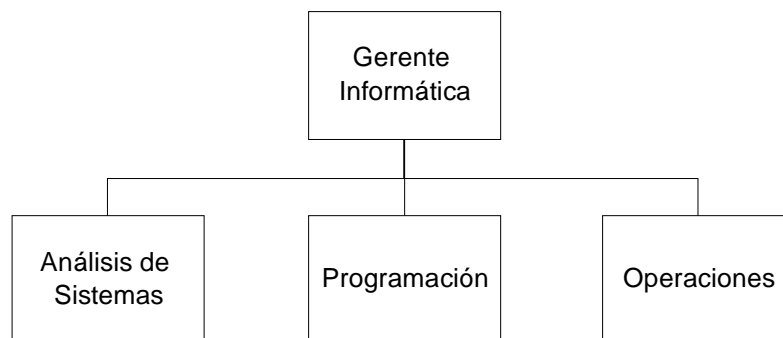 Gerente
Informática
Análisis de
Sistemas
Programación
Operaciones